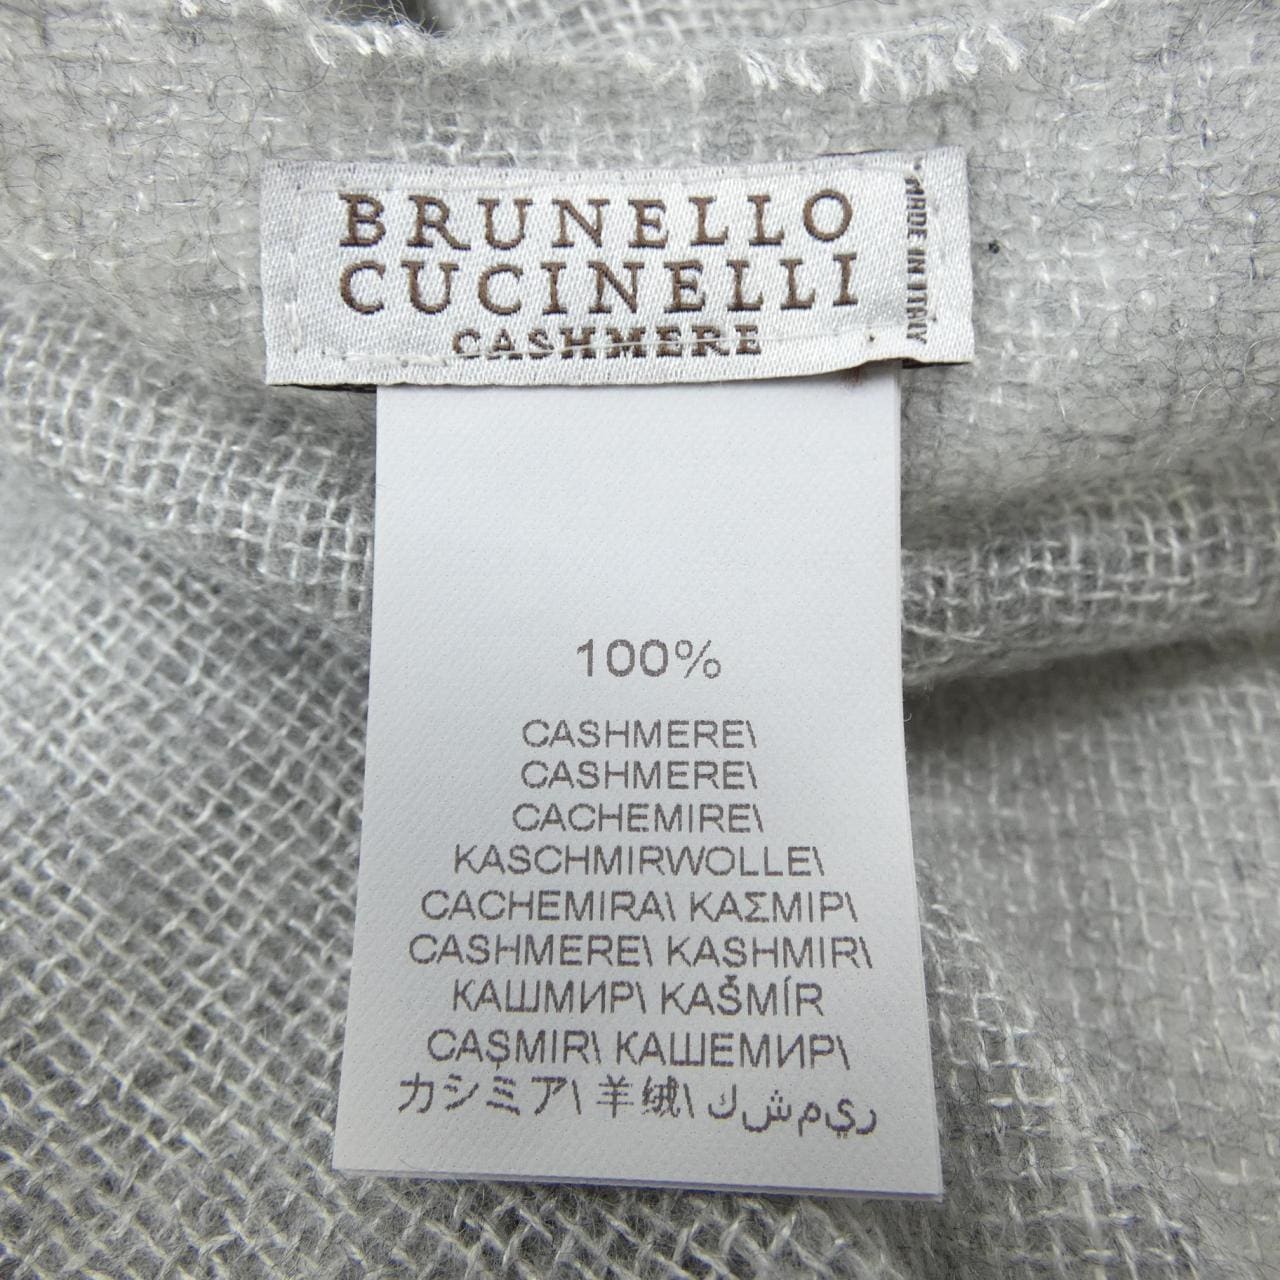 BRUNELLO
CUCINELLI
CASHMERE
MADE IN ITALY
100%
CASHMERE\
CASHMERE\
CACHEMIRE\
KASCHMIRWOLLE\
CACHEMIRA\ ΚΑΣΜΙΡ\
CASHMERE\ KASHMIR\
КАШМИР\ KAŠMÍR
CAŞMIR\ КАШЕМИР\
カシミア\ 羊绒\ ك ش م ي ر